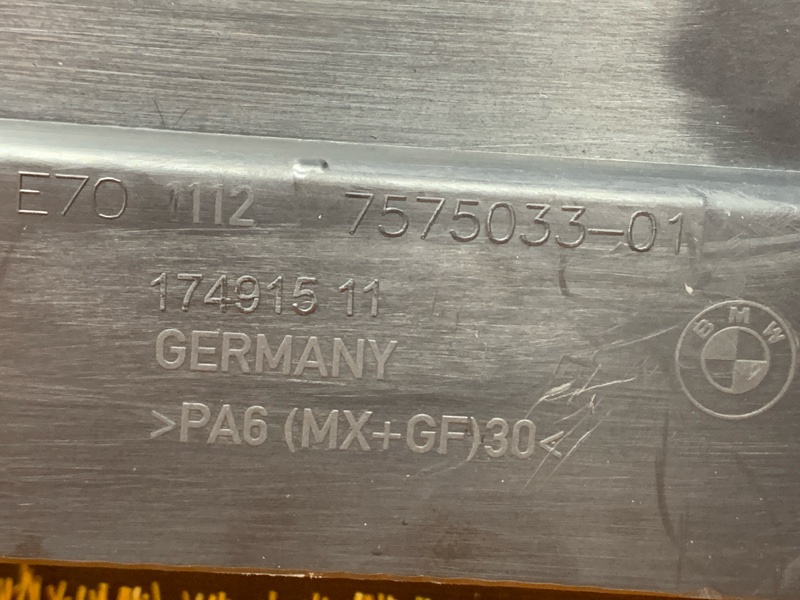 E70 1112 7575033-01
174915 11
GERMANY
BMW
>PA6 (MX+GF)30<